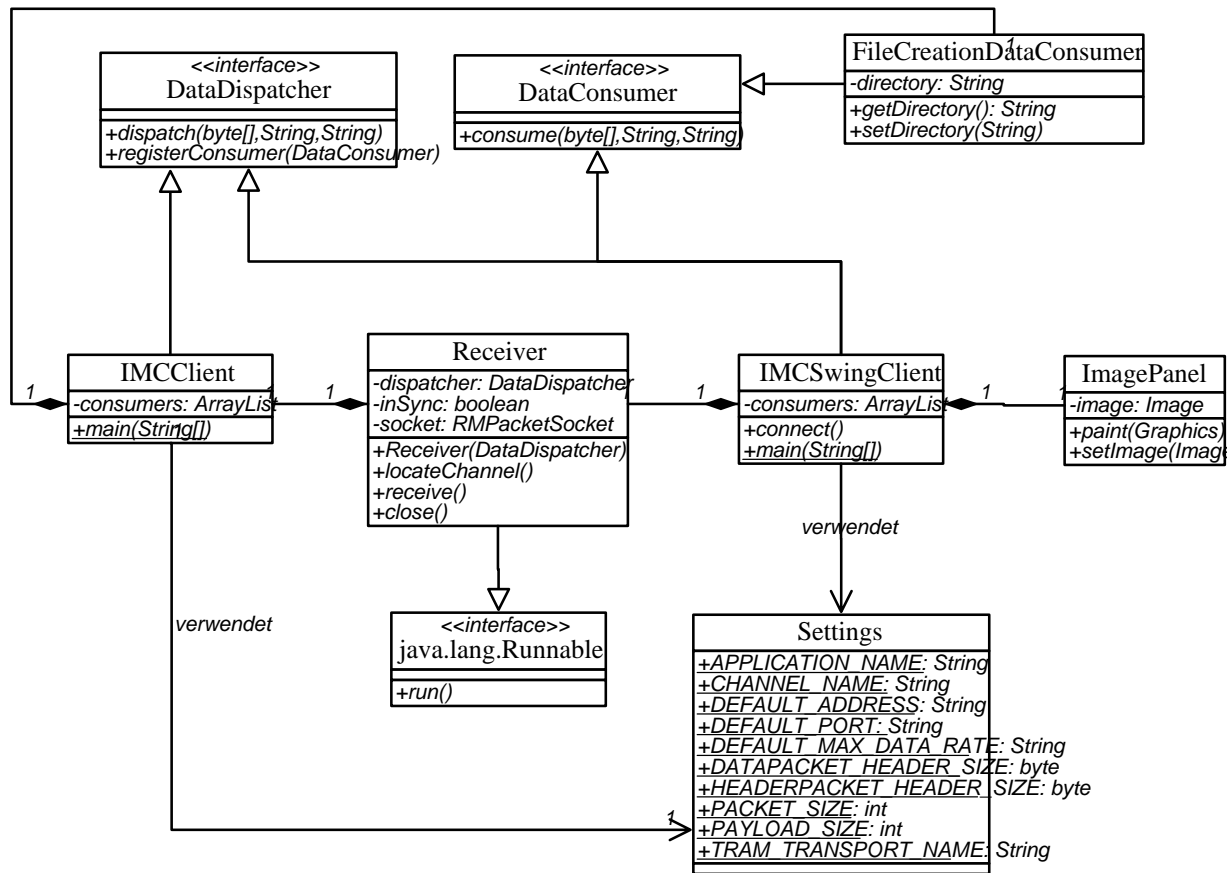 1
<<interface>>
DataDispatcher
+dispatch(byte[],String,String)
+registerConsumer(DataConsumer)
<<interface>>
DataConsumer
+consume(byte[],String,String)
FileCreationDataConsumer
-directory: String
+getDirectory(): String
+setDirectory(String)
1
IMCClient
-consumers: ArrayList
+main(String[])
1
1
1
Receiver
-dispatcher: DataDispatcher
-inSync: boolean
-socket: RMPacketSocket
+Receiver(DataDispatcher)
+locateChannel()
+receive()
+close()
1
1
IMCSwingClient
-consumers: ArrayList
+connect()
+main(String[])
1
1
ImagePanel
-image: Image
+paint(Graphics)
+setImage(Image
verwendet
verwendet
<<interface>>
java.lang.Runnable
+run()
1
Settings
+APPLICATION_NAME: String
+CHANNEL_NAME: String
+DEFAULT_ADDRESS: String
+DEFAULT_PORT: String
+DEFAULT_MAX_DATA_RATE: String
+DATAPACKET_HEADER_SIZE: byte
+HEADERPACKET_HEADER_SIZE: byte
+PACKET_SIZE: int
+PAYLOAD_SIZE: int
+TRAM_TRANSPORT_NAME: String